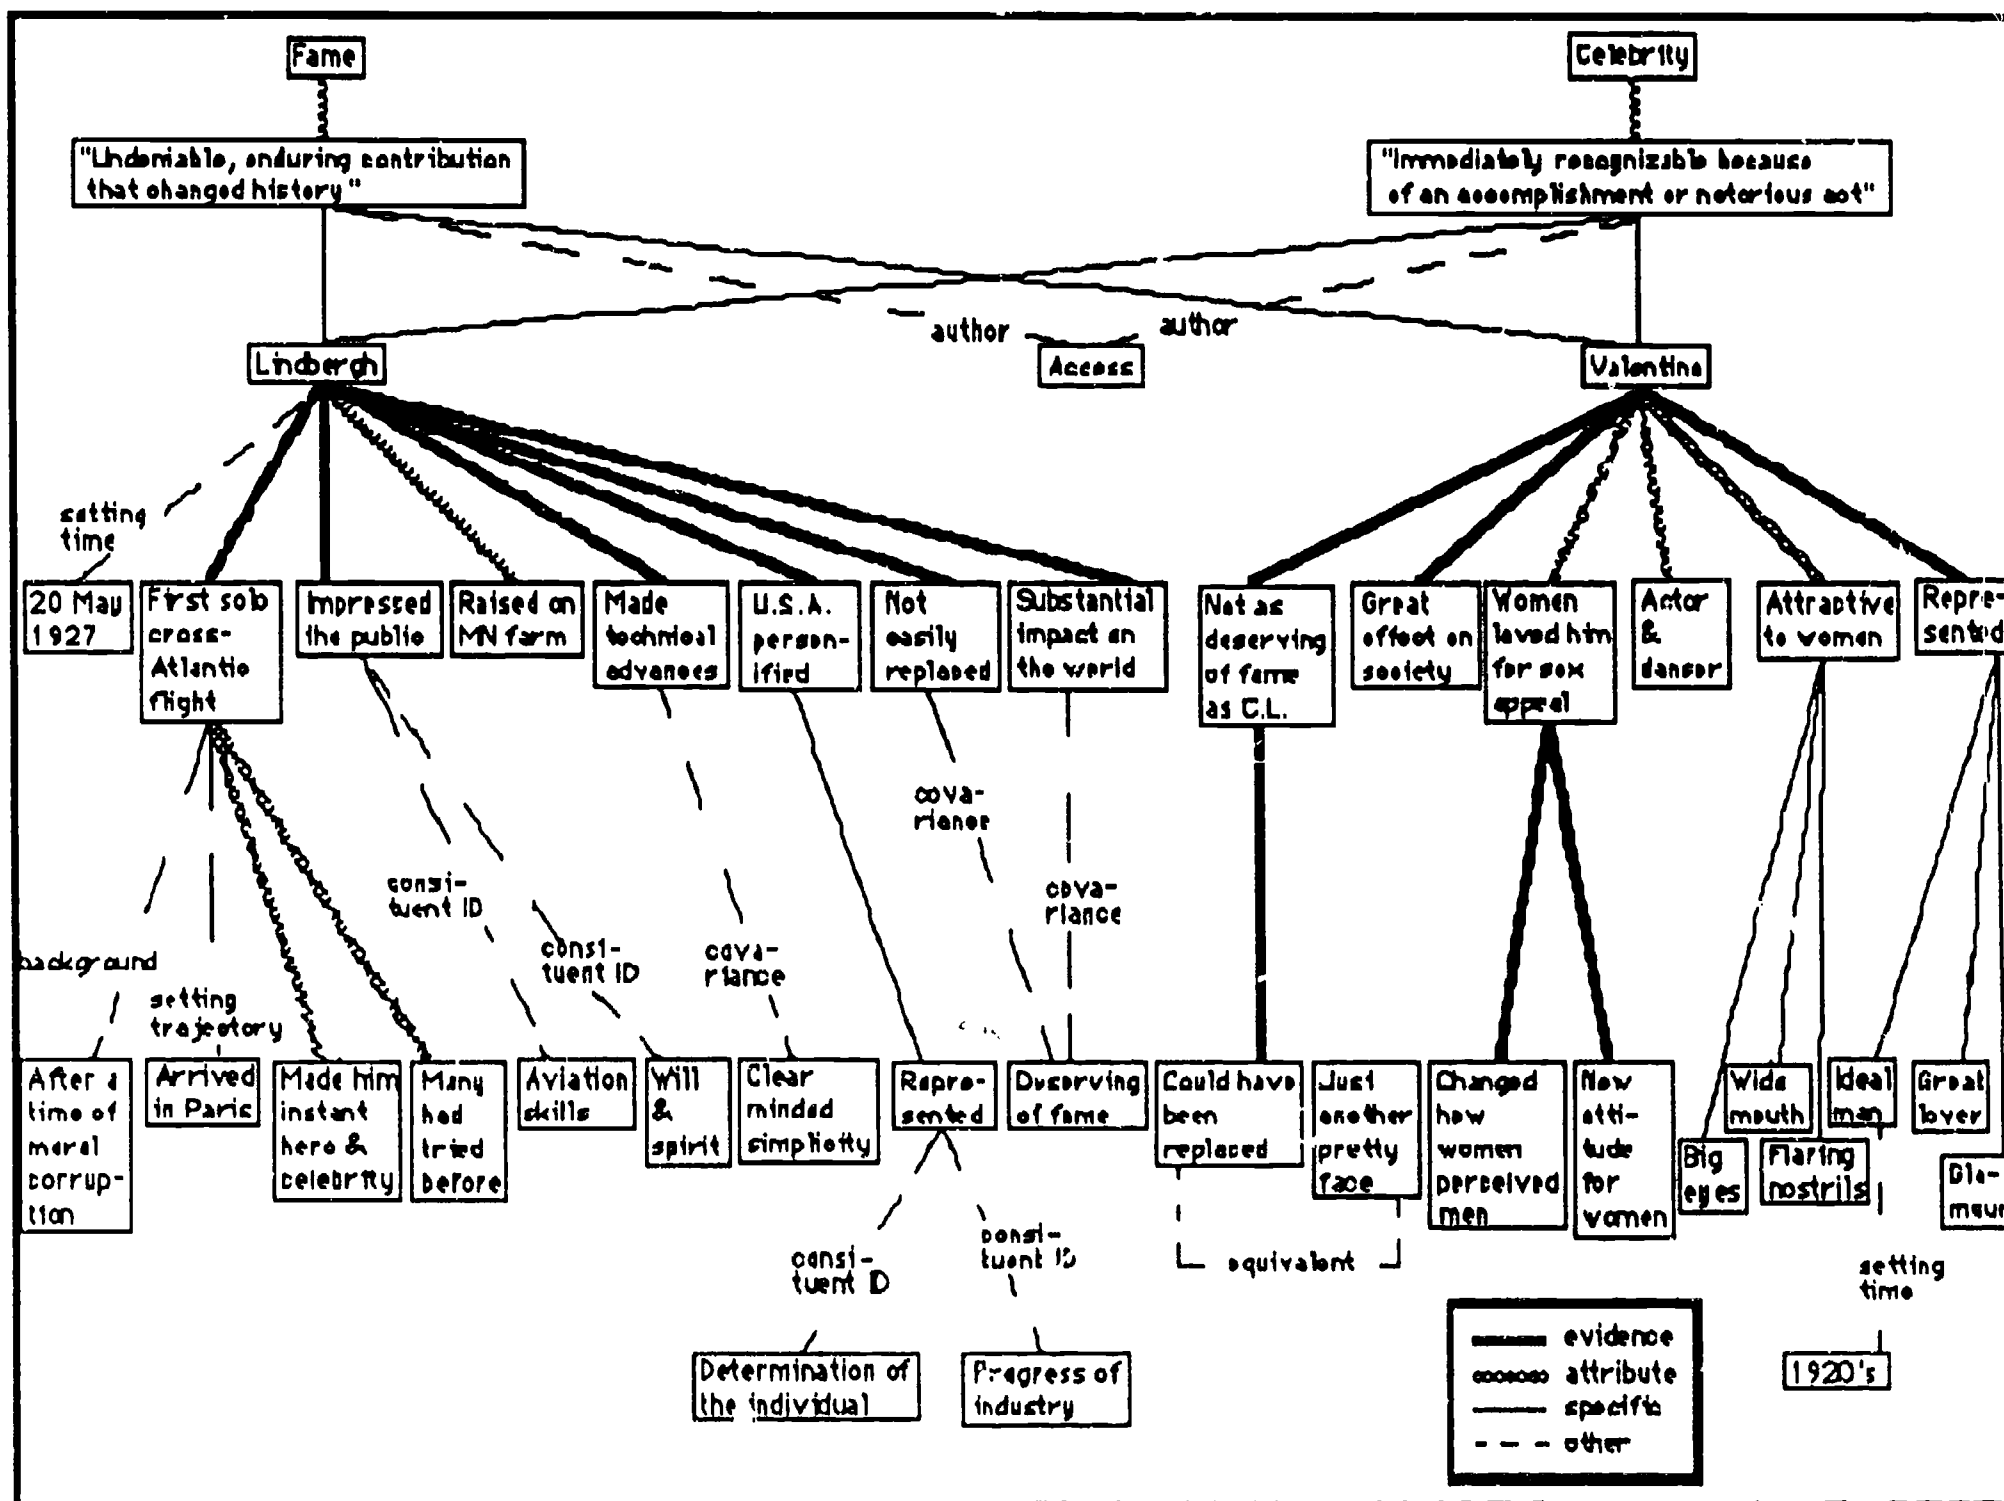 Fame
Celebrity
"Undeniable, enduring contribution
that changed history"
"Immediately recognizable because
of an accomplishment or notorious act"
author
author
Lindbergh
Access
Valentino
setting
time
20 May
1927
First solo
cross-
Atlantic
flight
Impressed
the public
Raised on
MN farm
Made
technical
advances
U.S.A.
person-
ified
Not
easily
replaced
Substantial
impact on
the world
Not as
deserving
of fame
as C.L.
Great
effect on
society
Women
loved him
for sex
appeal
Actor
&
dancer
Attractive
to women
Repre-
sented
cova-
riance
consi-
tuent ID
cova-
riance
consti-
tuent ID
cova-
riance
background
setting
trajectory
After a
time of
moral
corrup-
tion
Arrived
in Paris
Made him
instant
hero &
celebrity
Many
had
tried
before
Aviation
skills
Will
&
spirit
Clear
minded
simplicity
Repre-
sented
Deserving
of fame
Could have
been
replaced
Just
another
pretty
face
Changed
how
women
perceived
men
New
atti-
tude
for
women
Big
eyes
Wide
mouth
Flaring
nostrils
Ideal
man
Great
lover
Gla-
mour
consi-
tuent ID
consi-
tuent ID
equivalent
setting
time
Determination of
the individual
Progress of
industry
1920's
evidence
attribute
specific
other